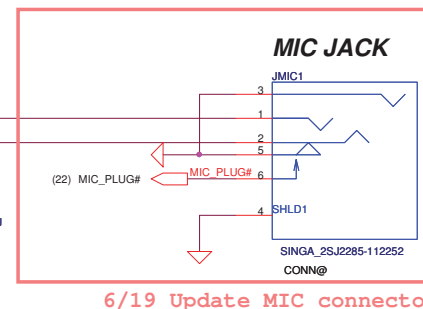 MIC JACK
JMIC1
3
1
2
5
(22) MIC_PLUG#
MIC_PLUG#
6
4
SHLD1
SINGA_2SJ2285-112252
CONN@
6/19 Update MIC connecto